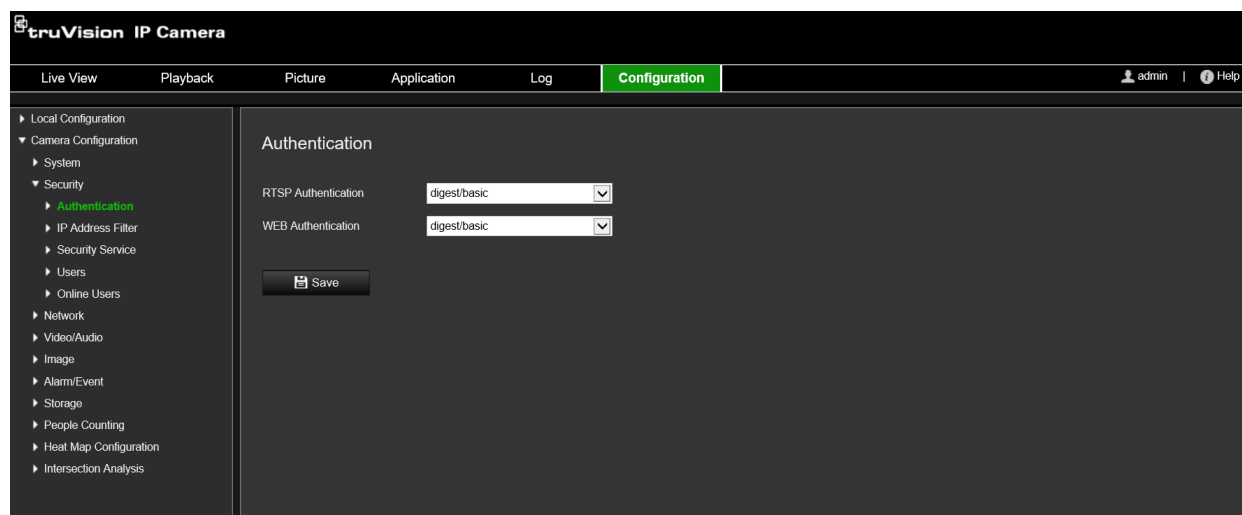 truVision IP Camera
Live View Playback Picture Application Log Configuration admin | Help
Local Configuration
Camera Configuration
System
Security
Authentication
IP Address Filter
Security Service
Users
Online Users
Network
Video/Audio
Image
Alarm/Event
Storage
People Counting
Heat Map Configuration
Intersection Analysis
Authentication
RTSP Authentication digest/basic
WEB Authentication digest/basic
Save